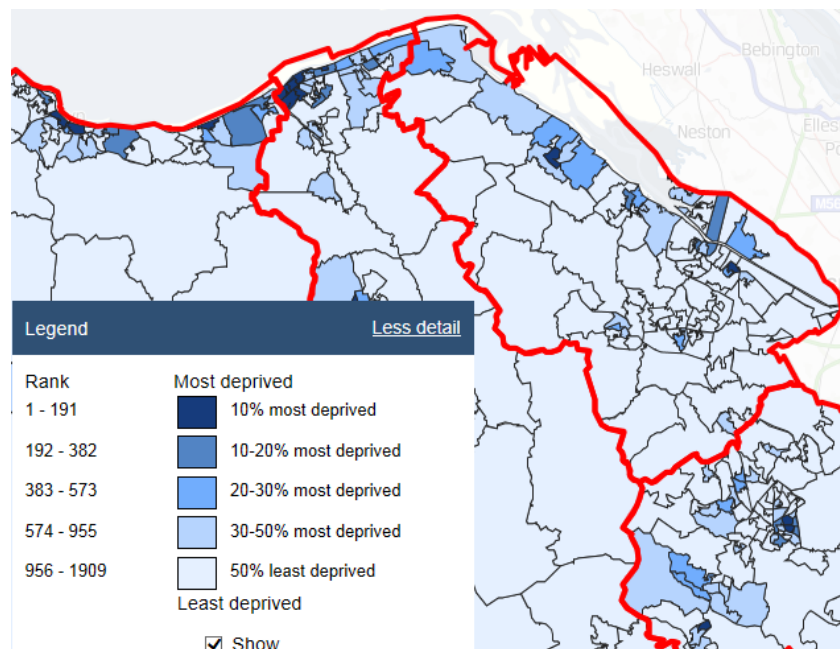 Bebington
Heswall
Neston
M56
Legend Less detail
Rank Most deprived
1 - 191 10% most deprived
192 - 382 10-20% most deprived
383 - 573 20-30% most deprived
574 - 955 30-50% most deprived
956 - 1909 50% least deprived
Least deprived
Show